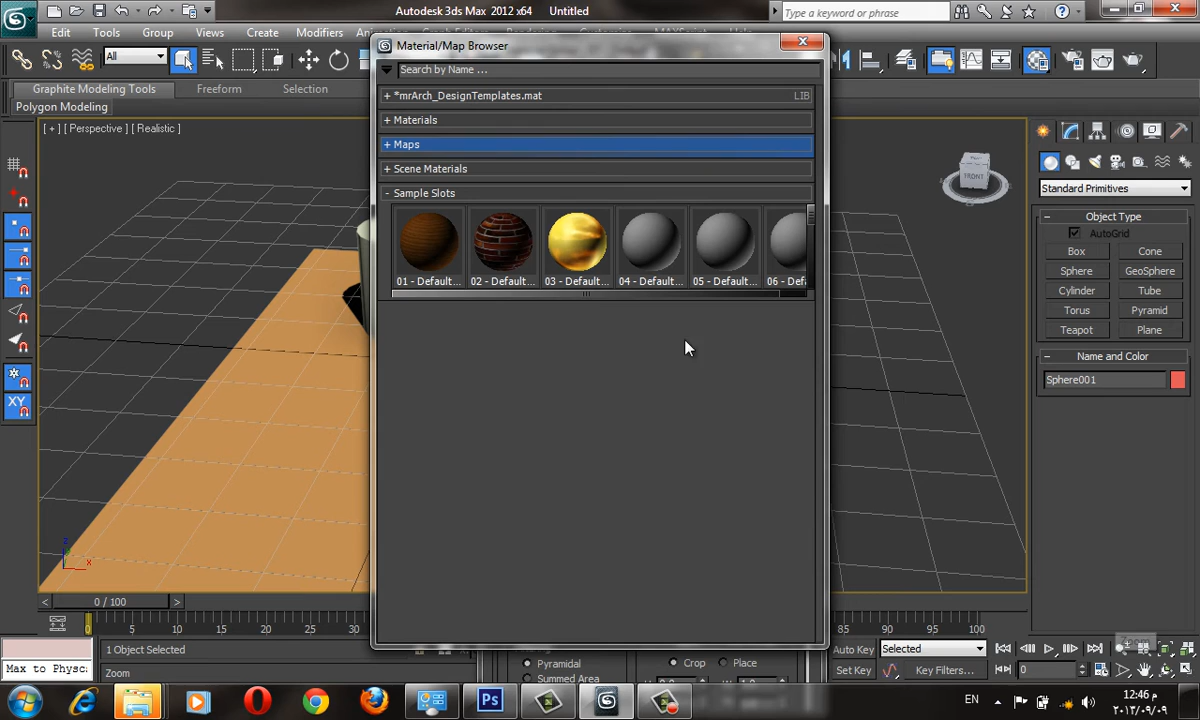 Autodesk 3ds Max 2012 x64 Untitled
Type a keyword or phrase
Edit Tools Group Views Create Modifiers
All
Graphite Modeling Tools Freeform Selection
Polygon Modeling
[ + ] [ Perspective ] [ Realistic ]
Material/Map Browser
Search by Name ...
+ *mrArch_DesignTemplates.mat LIB
+ Materials
+ Maps
+ Scene Materials
- Sample Slots
01 - Default... 02 - Default... 03 - Default... 04 - Default... 05 - Default... 06 - Def
FRONT
Standard Primitives
Object Type
AutoGrid
Box Cone
Sphere GeoSphere
Cylinder Tube
Torus Pyramid
Teapot Plane
Name and Color
Sphere001
XY
z
x
0 / 100
0 5 10 15 20 25 30 85 90 95 100
1 Object Selected
Auto Key Selected
Max to Physca Zoom
Pyramidal Crop Place
Summed Area
Set Key Key Filters... 0
EN
12:46 م
٢٠١٣/٠٩/٠٩